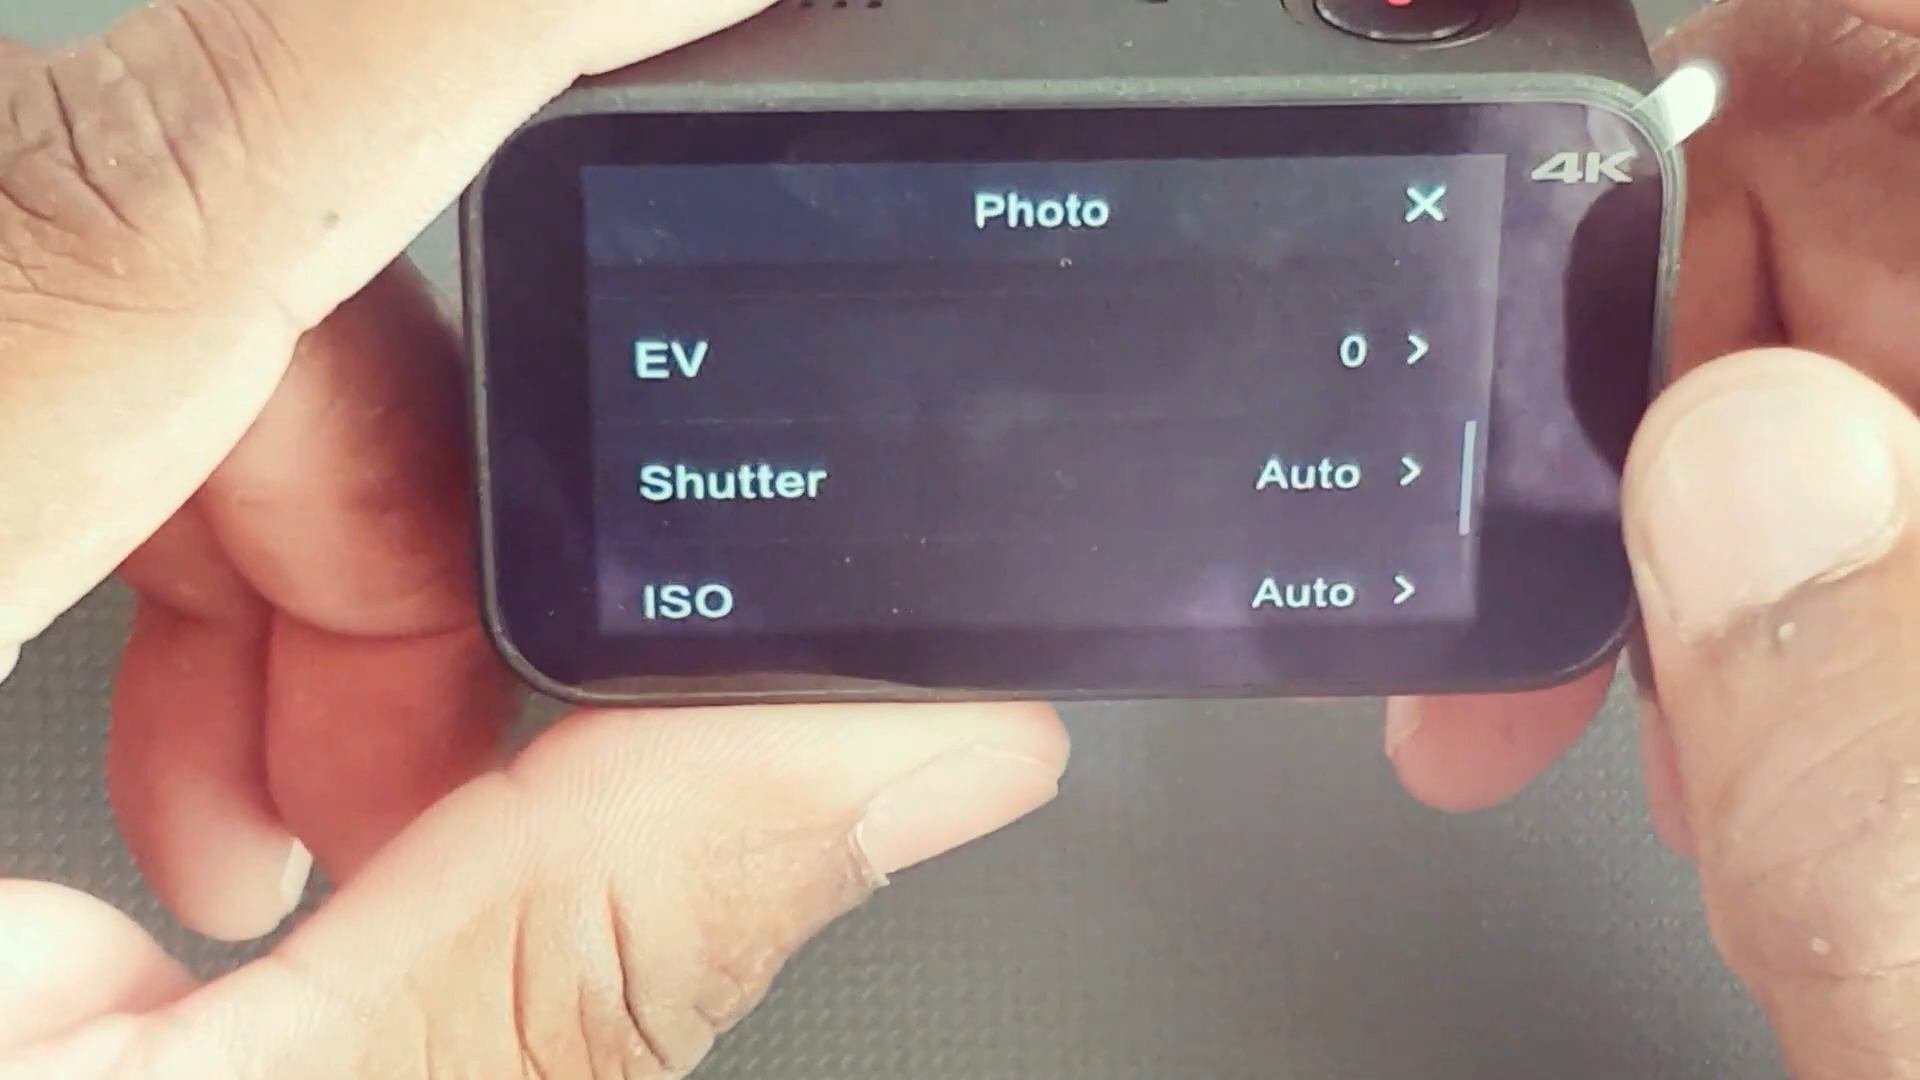 4K
Photo X
EV 0 >
Shutter Auto >
ISO Auto >